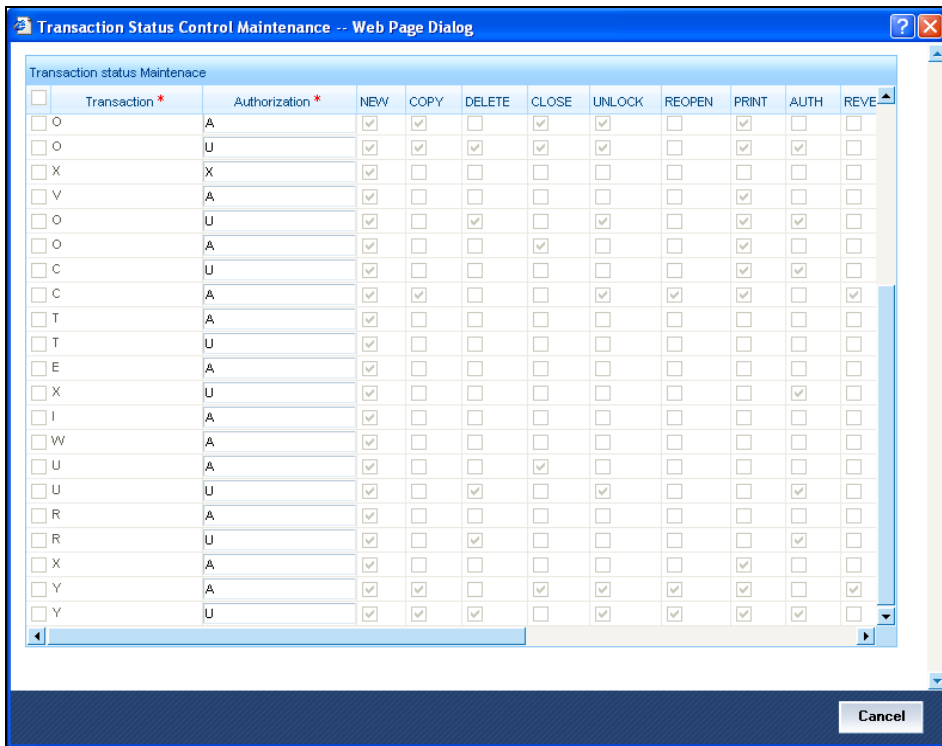 Transaction Status Control Maintenance -- Web Page Dialog
Transaction status Maintenace
Transaction * Authorization * NEW COPY DELETE CLOSE UNLOCK REOPEN PRINT AUTH REVE
O A
O U
X X
V A
O U
O A
C U
C A
T A
T U
E A
X U
I A
W A
U A
U U
R A
R U
X A
Y A
Y U
Cancel